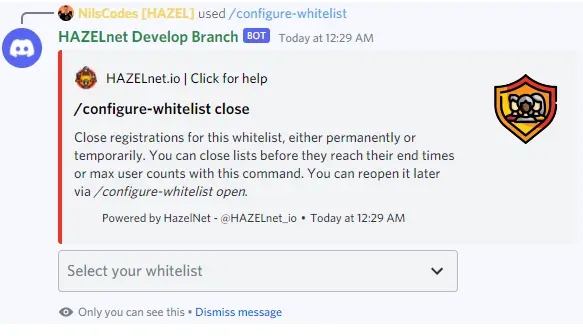 NilsCodes [HAZEL] used /configure-whitelist
HAZELnet Develop Branch BOT Today at 12:29 AM
HAZELnet.io | Click for help
/configure-whitelist close
Close registrations for this whitelist, either permanently or
temporarily. You can close lists before they reach their end times
or max user counts with this command. You can reopen it later
via /configure-whitelist open.
Powered by HazelNet - @HAZELnet_io • Today at 12:29 AM
Select your whitelist
Only you can see this • Dismiss message